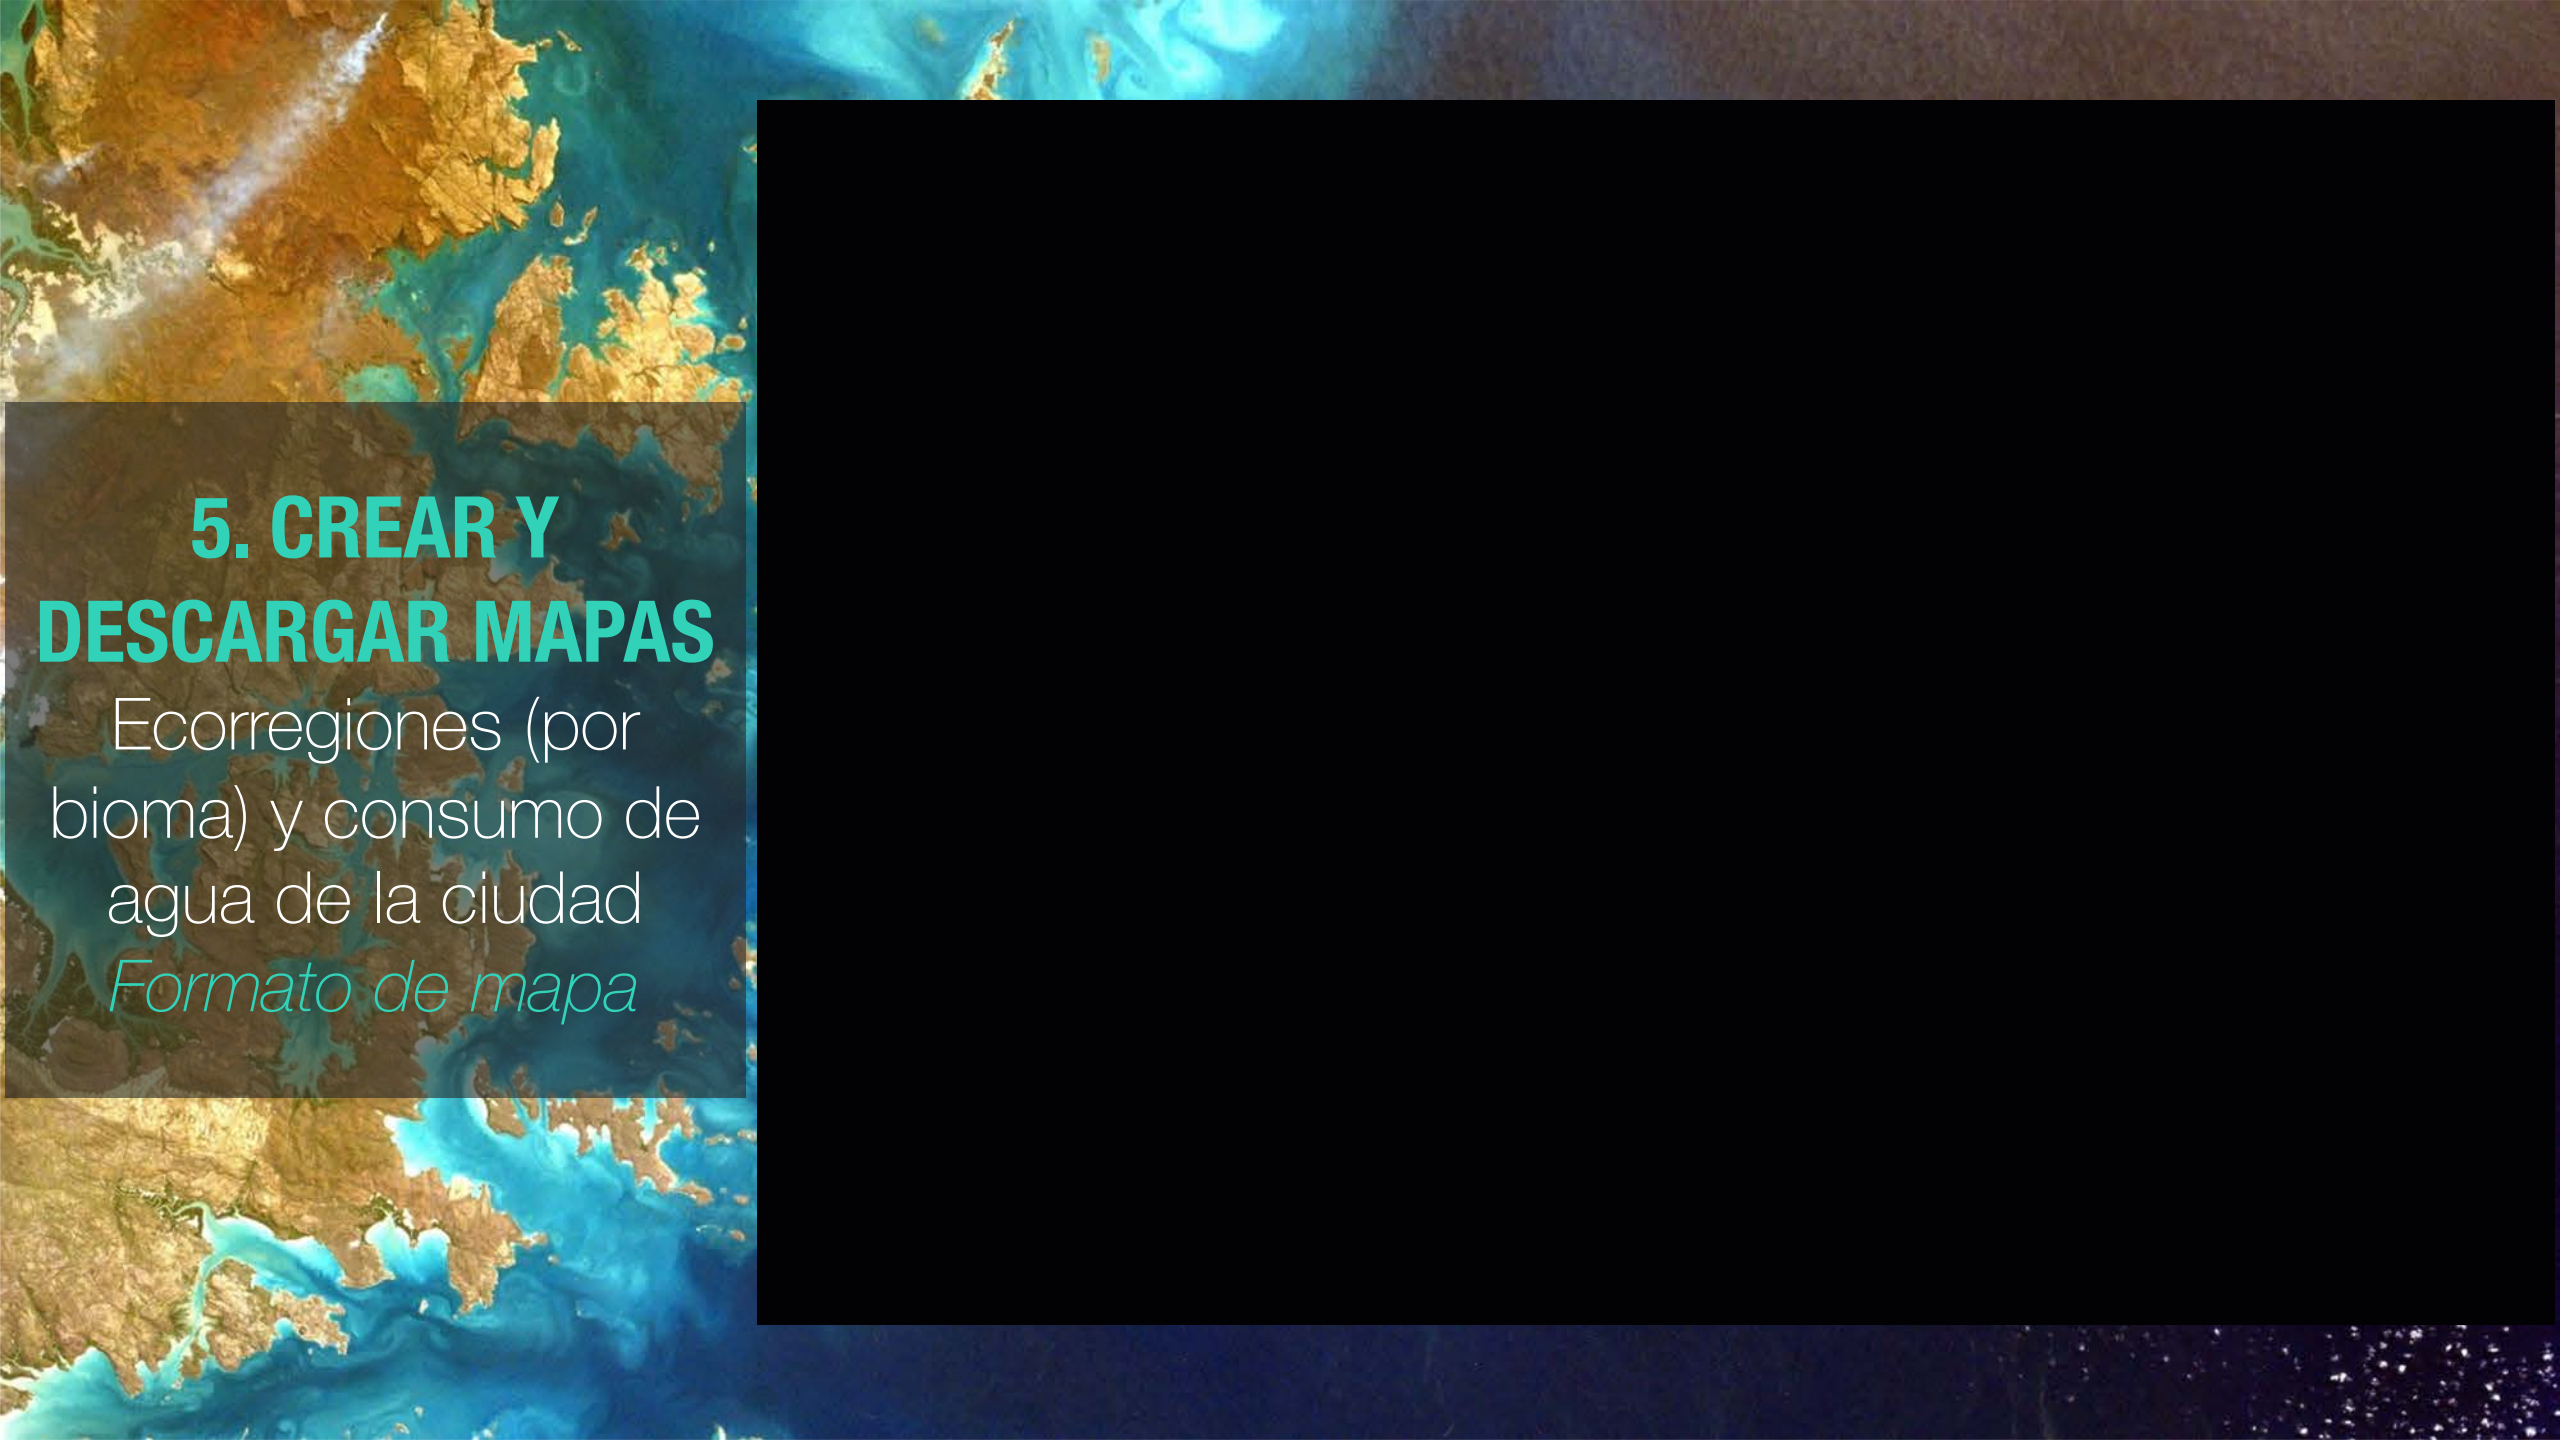 5. CREAR Y
DESCARGAR MAPAS
Ecorregiones (por
bioma) y consumo de
agua de la ciudad
Formato de mapa